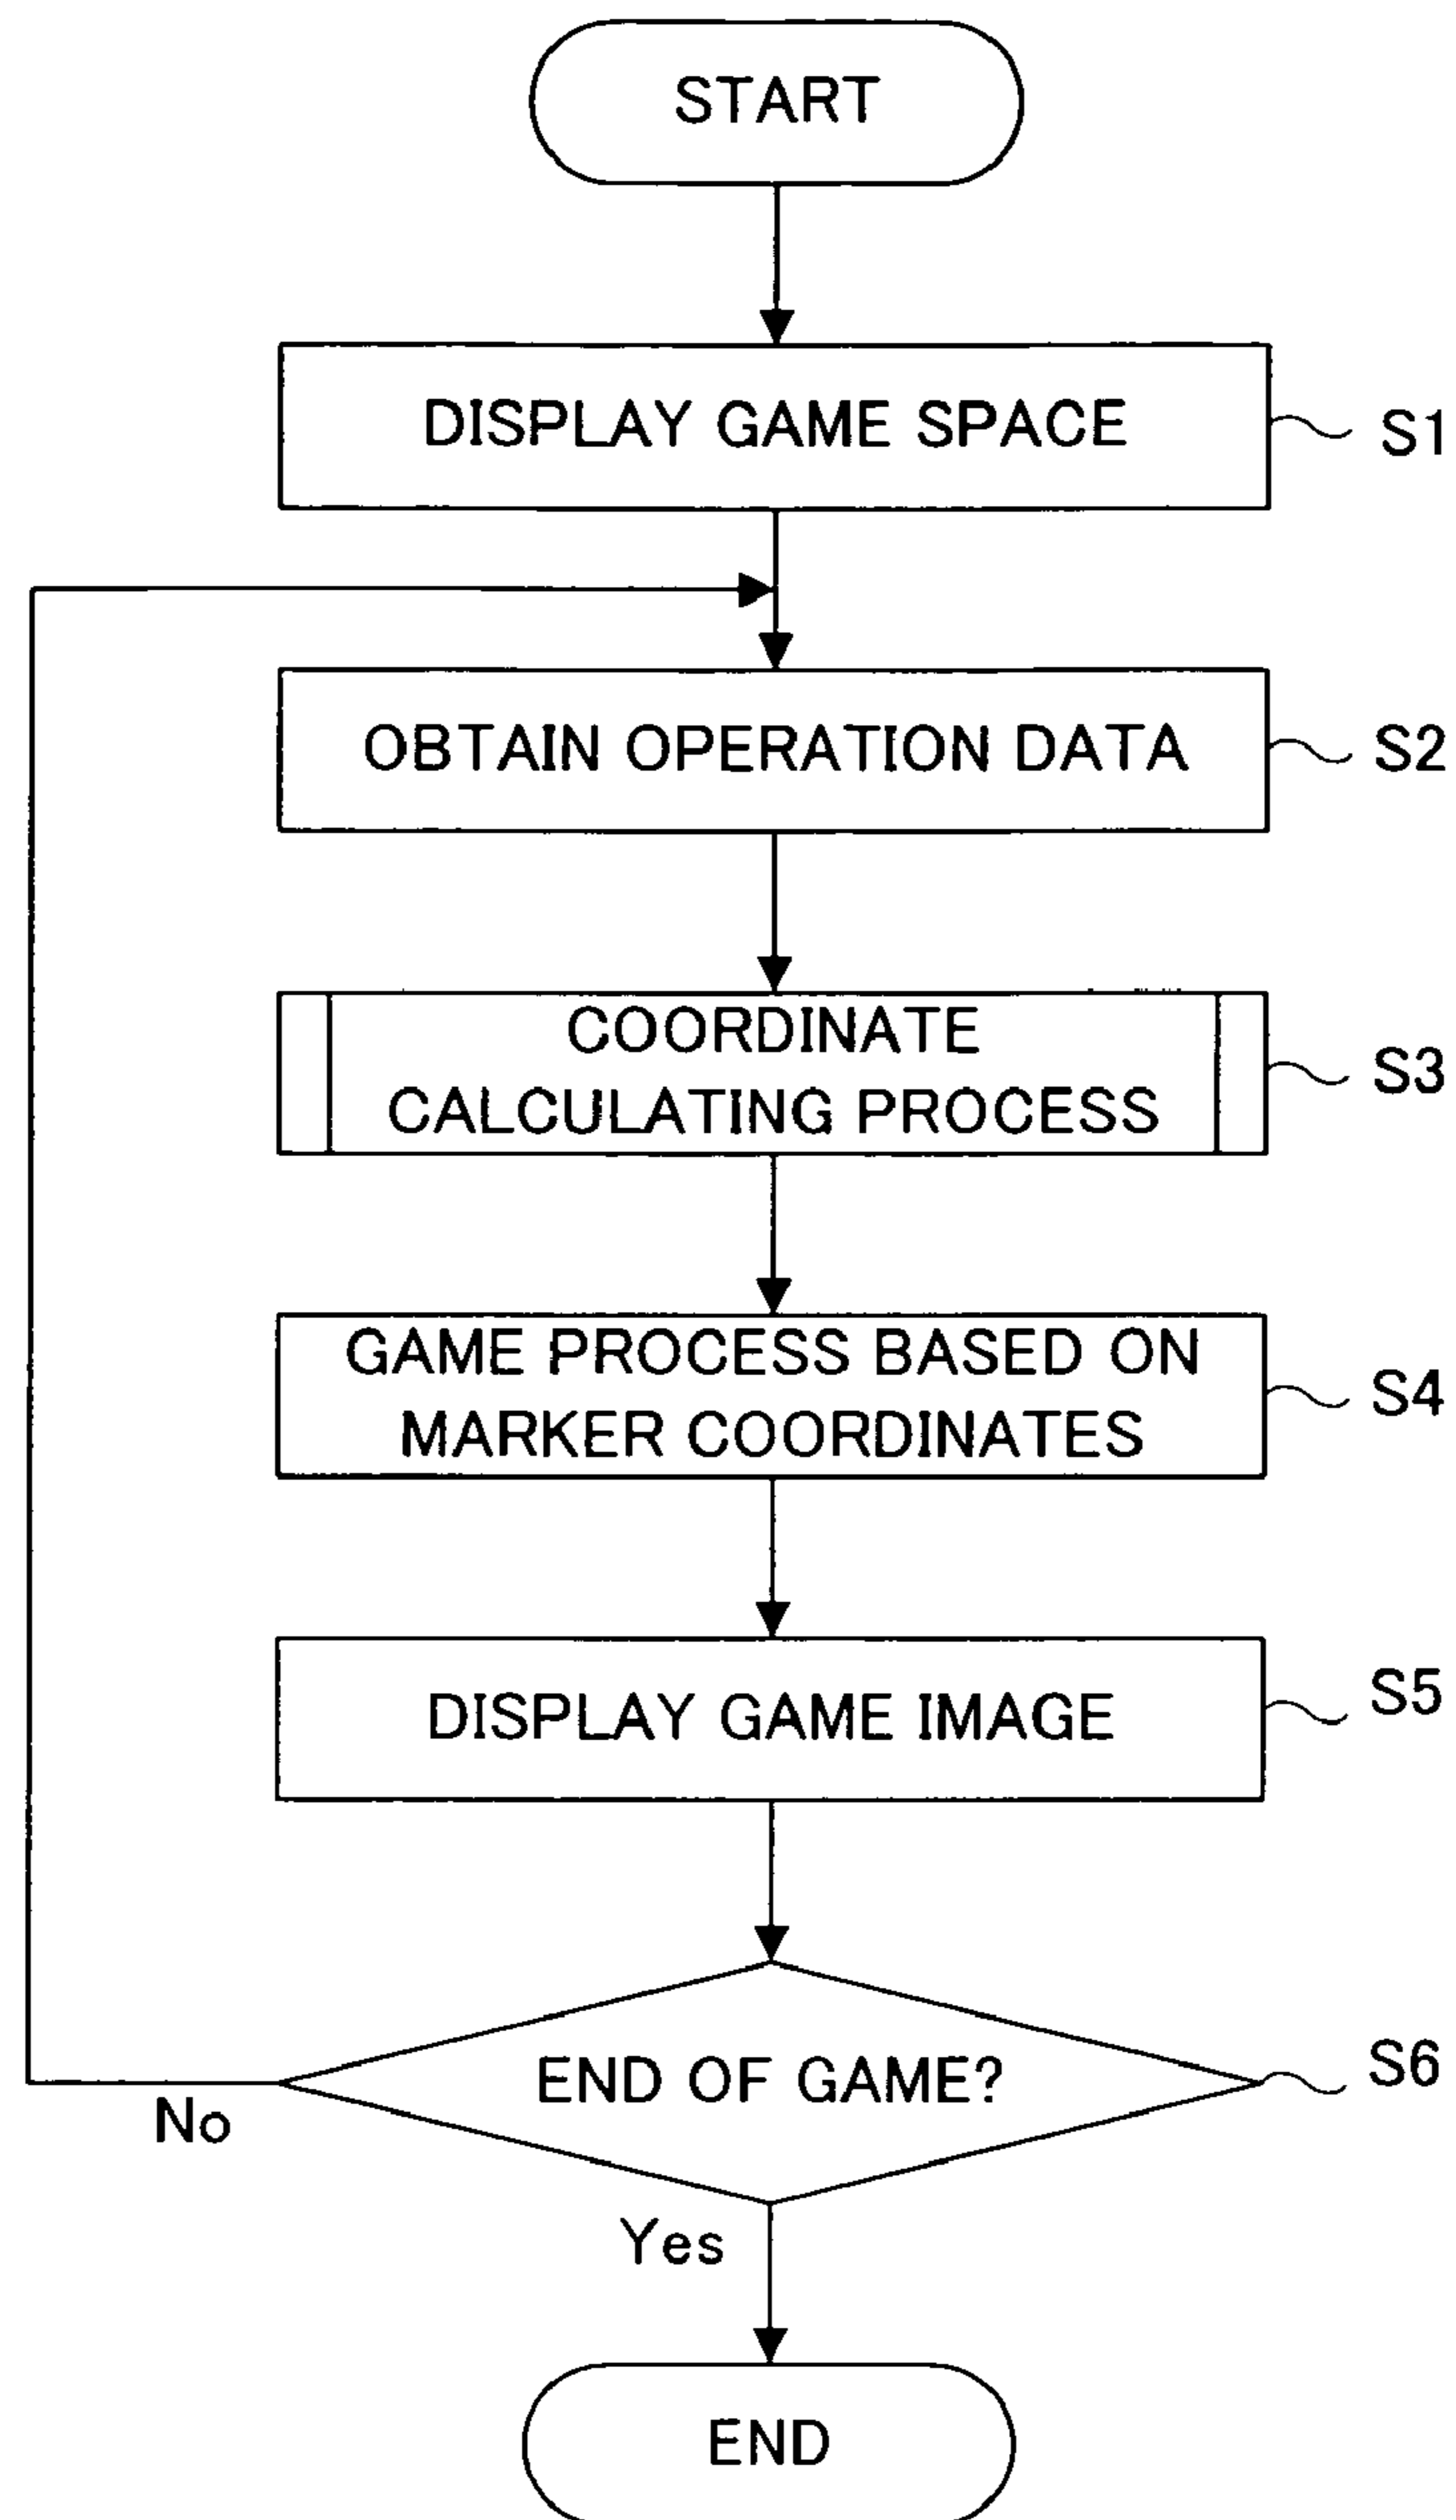 START
DISPLAY GAME SPACE
S1
OBTAIN OPERATION DATA
S2
COORDINATE
CALCULATING PROCESS
S3
GAME PROCESS BASED ON
MARKER COORDINATES
S4
DISPLAY GAME IMAGE
S5
END OF GAME?
S6
No
Yes
END